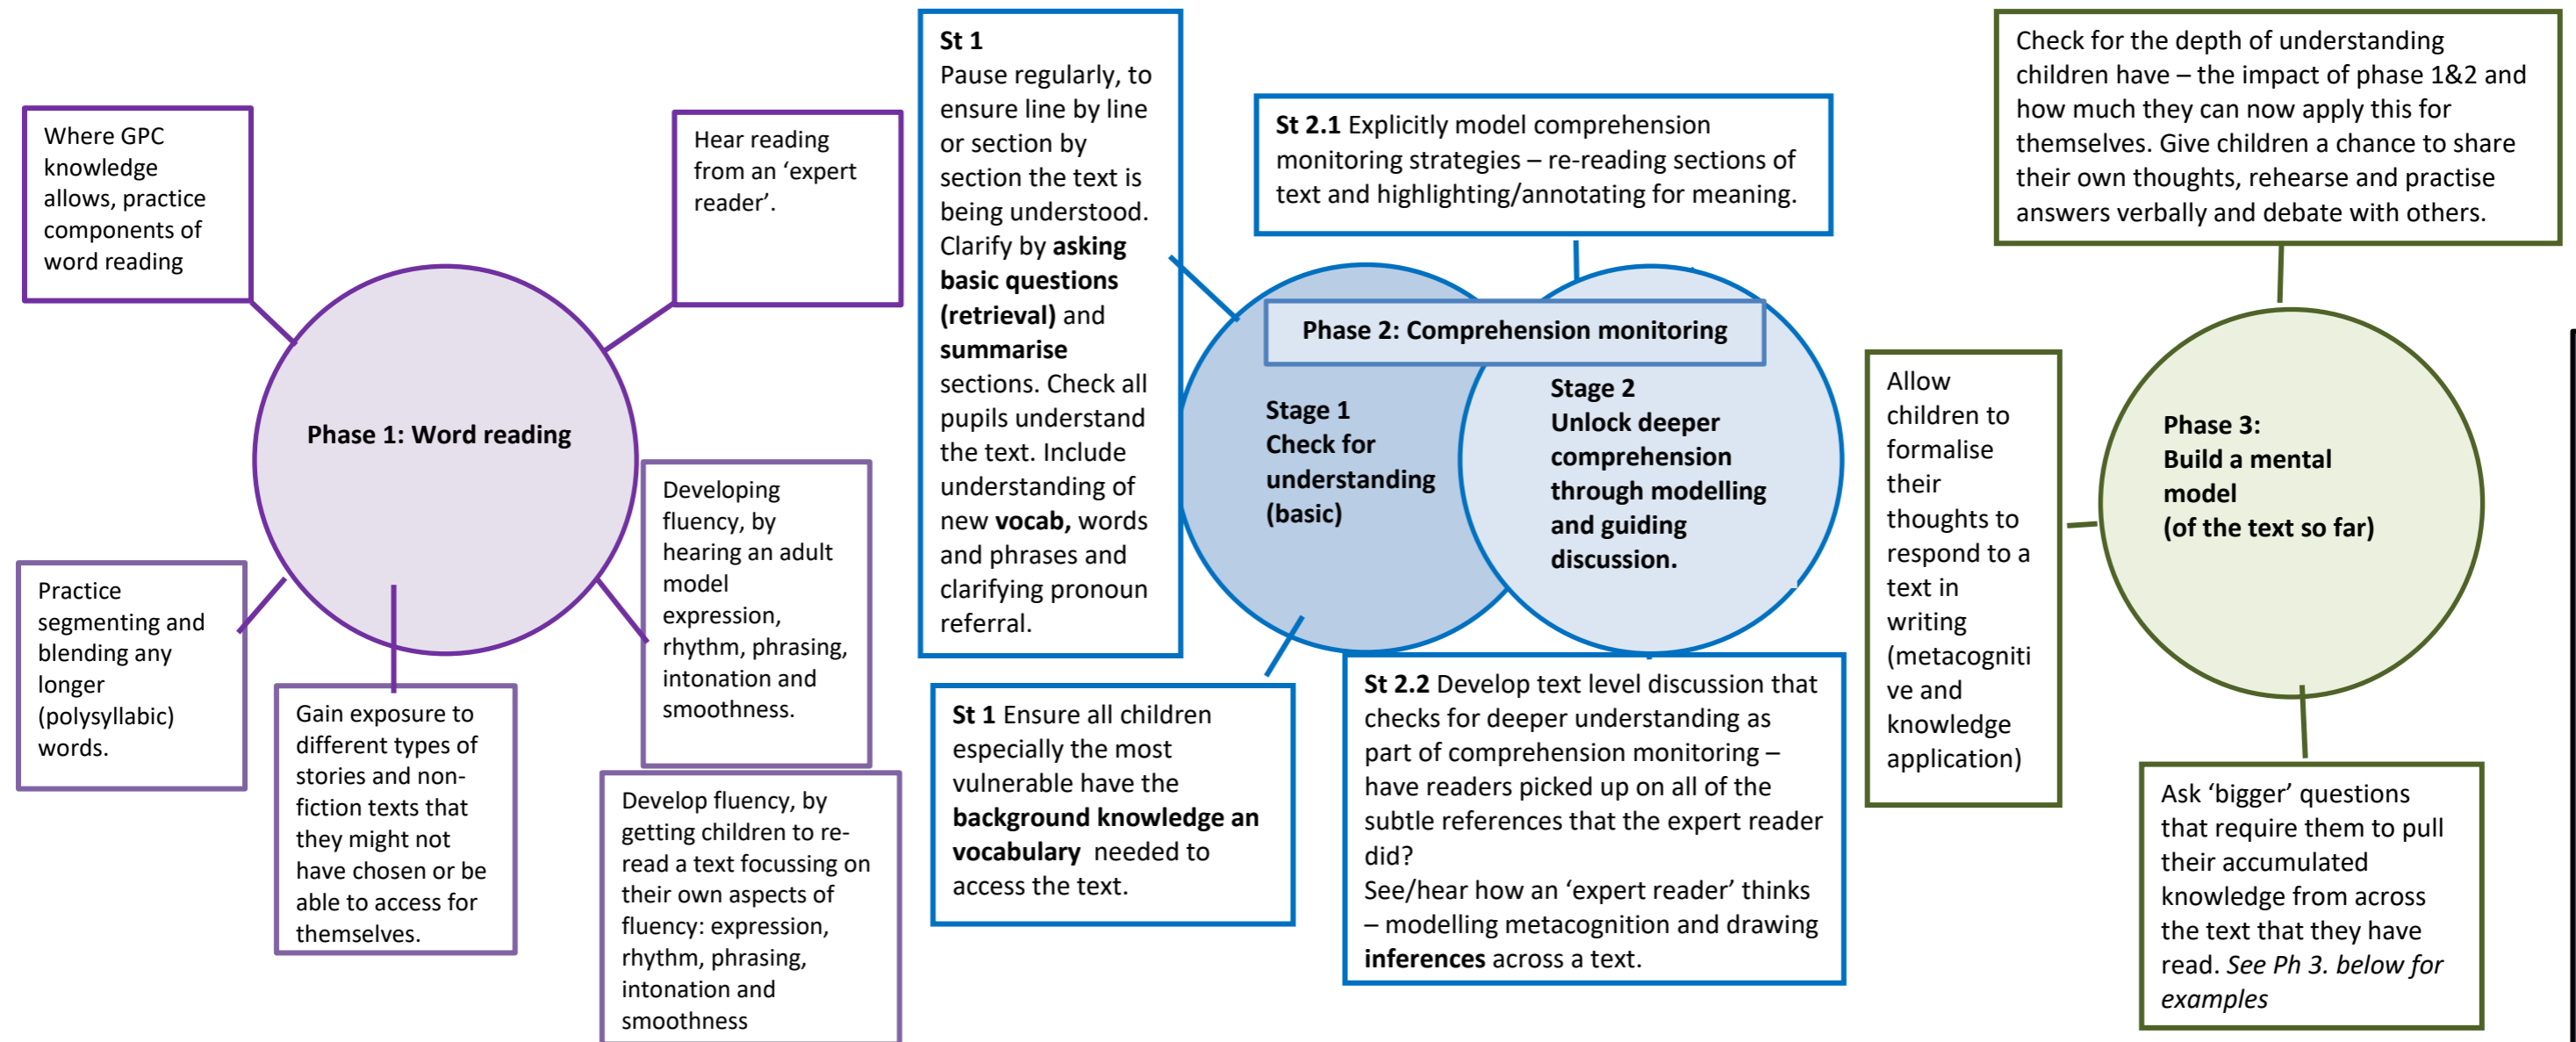 Where GPC
knowledge
allows, practice
components of
word reading
Hear reading
from an ‘expert
reader’.
Phase 1: Word reading
Practice
segmenting and
blending any
longer
(polysyllabic)
words.
Gain exposure to
different types of
stories and non-
fiction texts that
they might not
have chosen or be
able to access for
themselves.
Developing
fluency, by
hearing an adult
model
expression,
rhythm, phrasing,
intonation and
smoothness.
Develop fluency, by
getting children to re-
read a text focussing on
their own aspects of
fluency: expression,
rhythm, phrasing,
intonation and
smoothness
St 1
Pause regularly, to
ensure line by line
or section by
section the text is
being understood.
Clarify by asking
basic questions
(retrieval) and
summarise
sections. Check all
pupils understand
the text. Include
understanding of
new vocab, words
and phrases and
clarifying pronoun
referral.
St 2.1 Explicitly model comprehension
monitoring strategies – re-reading sections of
text and highlighting/annotating for meaning.
Phase 2: Comprehension monitoring
Stage 1
Check for
understanding
(basic)
Stage 2
Unlock deeper
comprehension
through modelling
and guiding
discussion.
St 1 Ensure all children
especially the most
vulnerable have the
background knowledge an
vocabulary needed to
access the text.
St 2.2 Develop text level discussion that
checks for deeper understanding as
part of comprehension monitoring –
have readers picked up on all of the
subtle references that the expert reader
did?
See/hear how an ‘expert reader’ thinks
– modelling metacognition and drawing
inferences across a text.
Check for the depth of understanding
children have – the impact of phase 1&2 and
how much they can now apply this for
themselves. Give children a chance to share
their own thoughts, rehearse and practise
answers verbally and debate with others.
Allow
children to
formalise
their
thoughts to
respond to a
text in
writing
(metacogniti
ve and
knowledge
application)
Phase 3:
Build a mental
model
(of the text so far)
Ask ‘bigger’ questions
that require them to pull
their accumulated
knowledge from across
the text that they have
read. See Ph 3. below for
examples